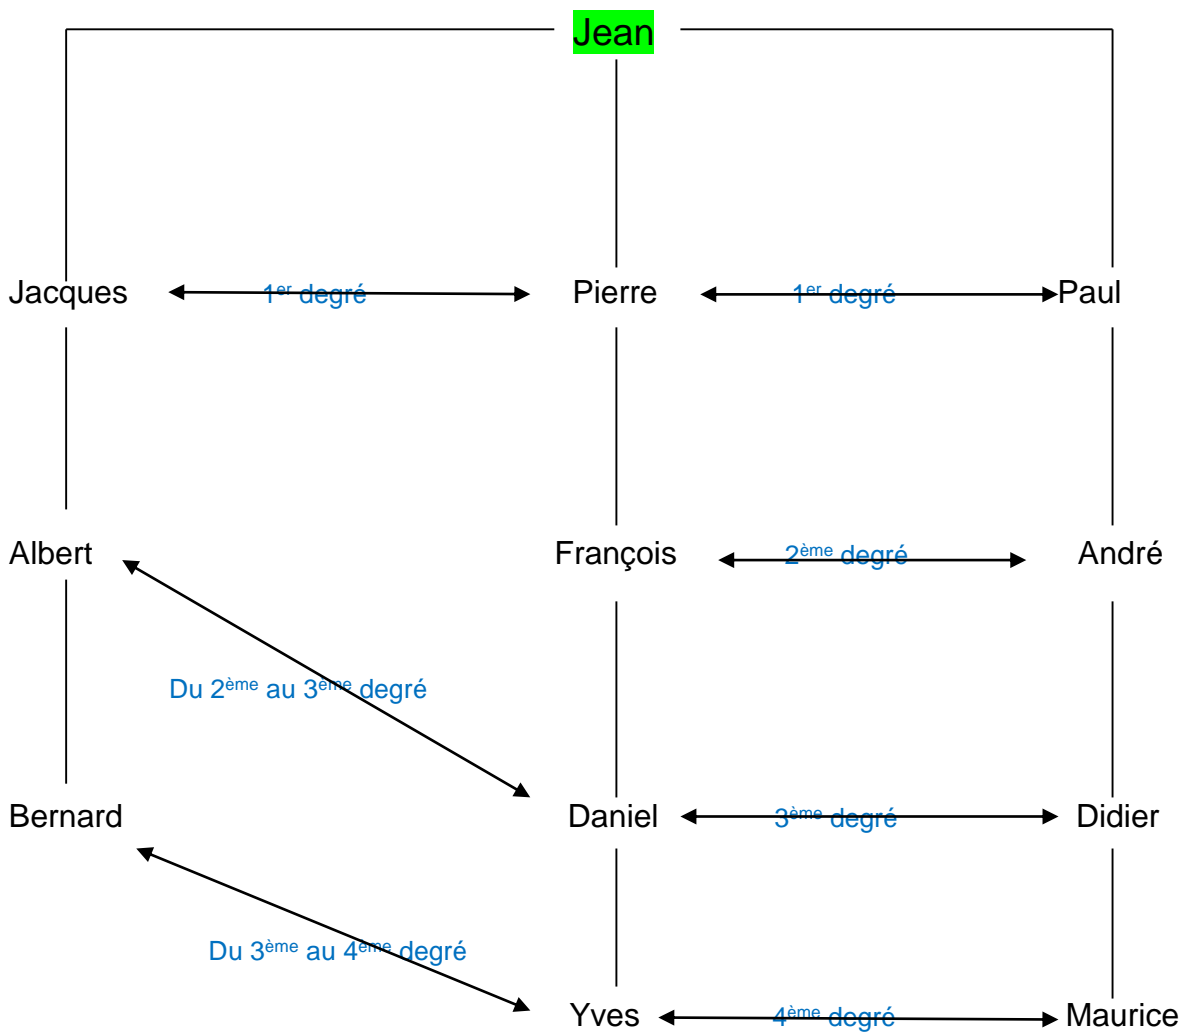 Jean
Jacques 1er degré Pierre 1er degré Paul
Albert François 2ème degré André
Du 2ème au 3ème degré
Bernard Daniel 3ème degré Didier
Du 3ème au 4ème degré
Yves 4ème degré Maurice